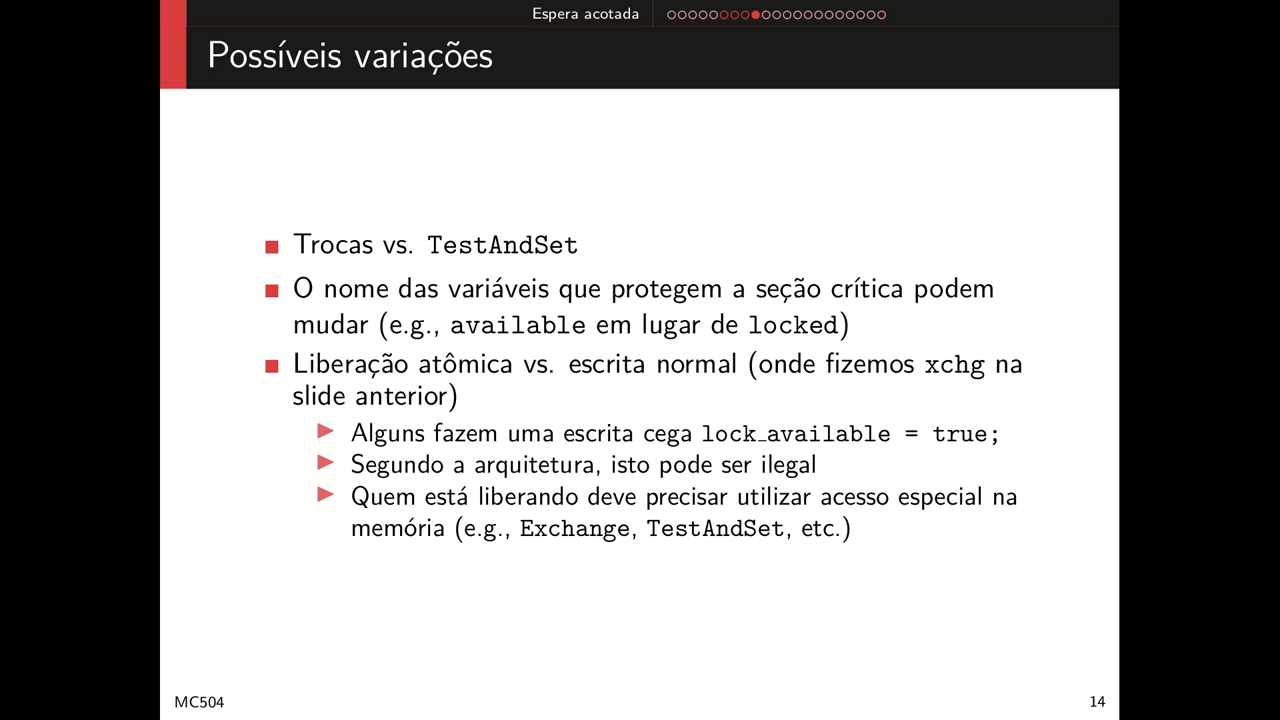 Espera acotada
Possíveis variações
Trocas vs. TestAndSet
O nome das variáveis que protegem a seção crítica podem
mudar (e.g., available em lugar de locked)
Liberação atômica vs. escrita normal (onde fizemos xchg na
slide anterior)
Alguns fazem uma escrita cega lock_available = true;
Segundo a arquitetura, isto pode ser ilegal
Quem está liberando deve precisar utilizar acesso especial na
memória (e.g., Exchange, TestAndSet, etc.)
MC504
14